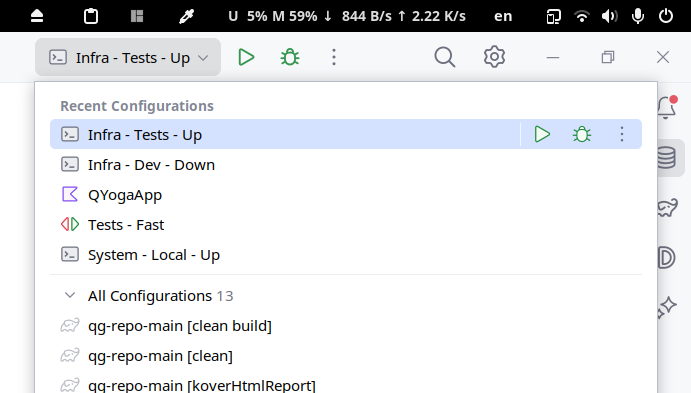 U 5% M 59% ↓ 844 B/s ↑ 2.22 K/s en
Infra - Tests - Up
Recent Configurations
Infra - Tests - Up
Infra - Dev - Down
QYogaApp
Tests - Fast
System - Local - Up
All Configurations 13
qg-repo-main [clean build]
qg-repo-main [clean]
qg-repo-main [koverHtmlReport]